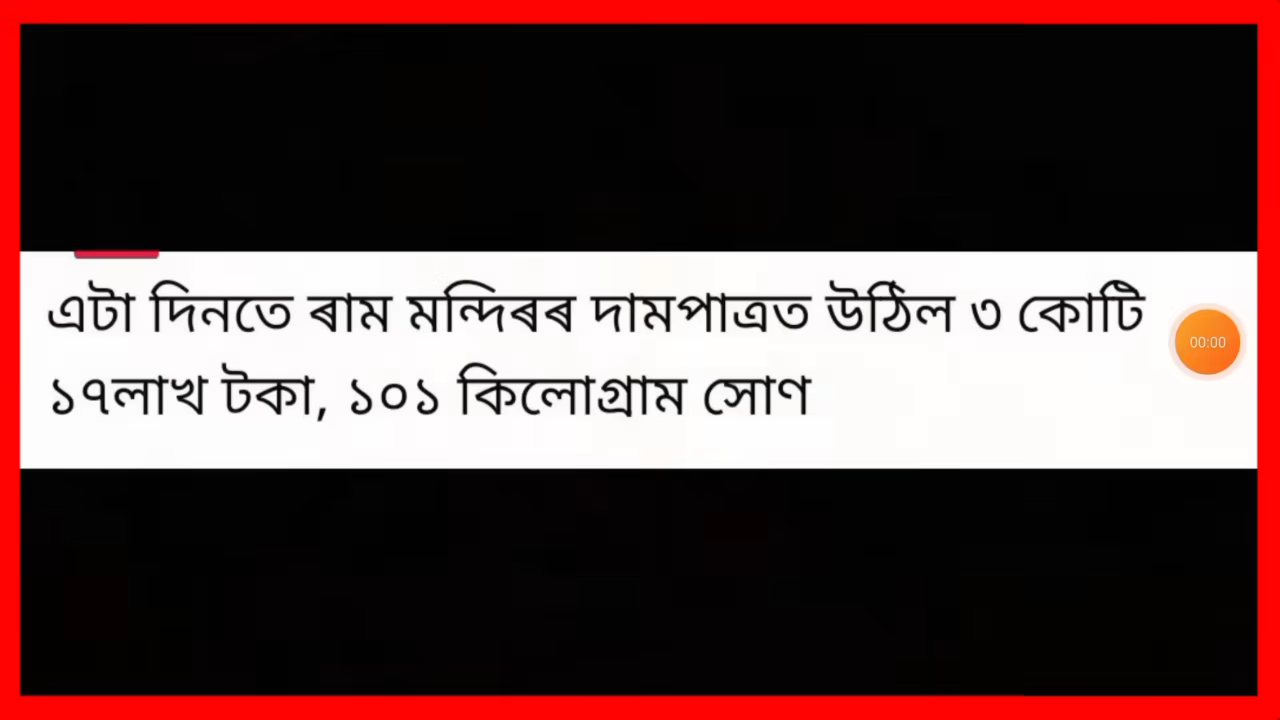 এটা দিনতে ৰাম মন্দিৰৰ দামপাত্ৰত উঠিল ৩ কোটি
১৭লাখ টকা, ১০১ কিলোগ্ৰাম সোণ
00:00